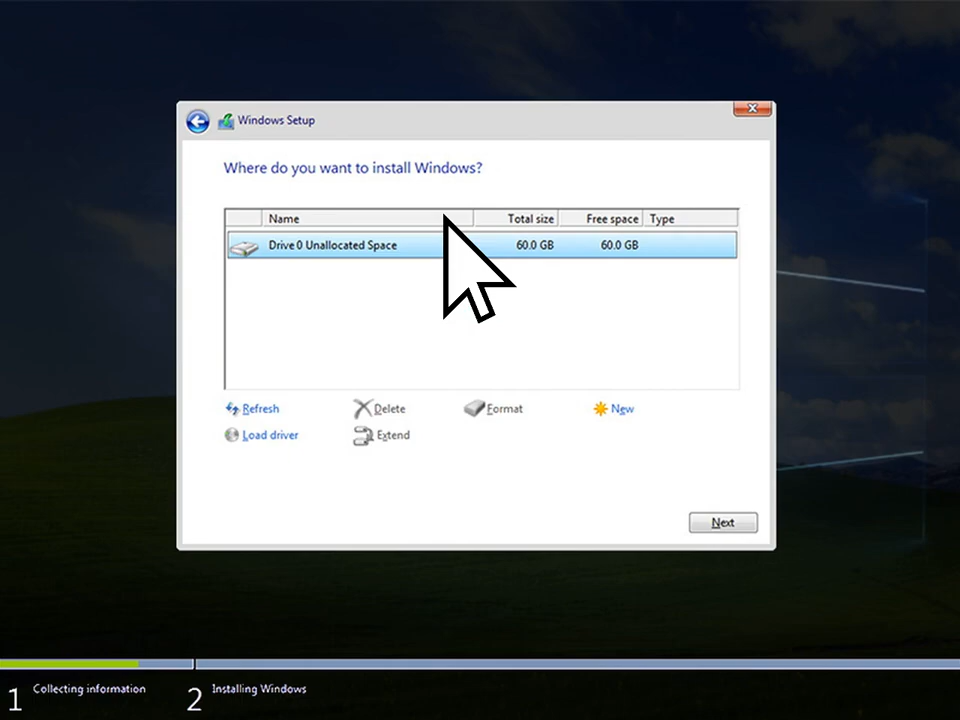 Windows Setup
Where do you want to install Windows?
Name Total size Free space Type
Drive 0 Unallocated Space 60.0 GB 60.0 GB
Refresh Delete Format New
Load driver Extend
Next
1 Collecting information 2 Installing Windows